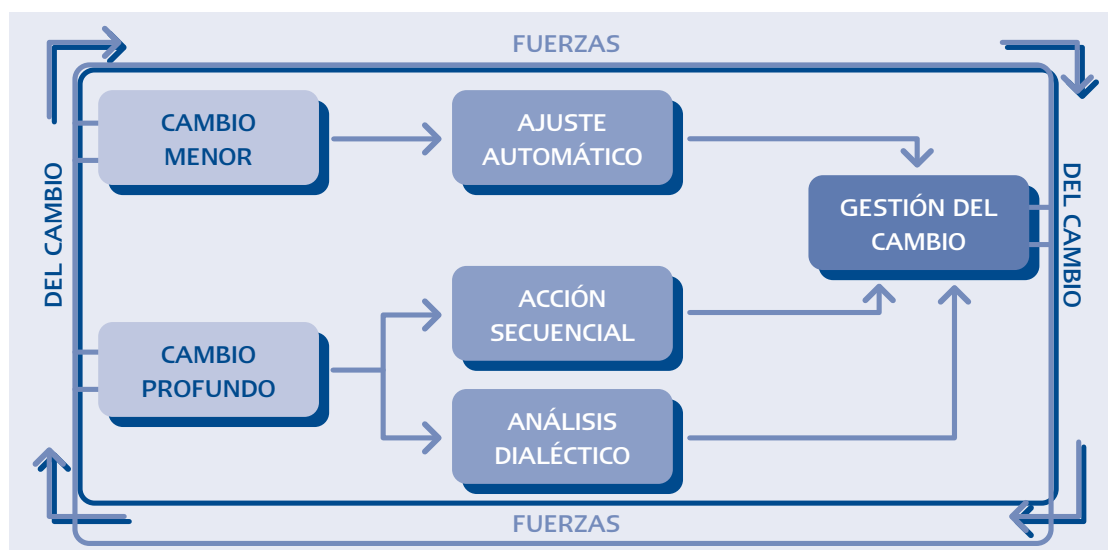 FUERZAS
CAMBIO
MENOR
AJUSTE
AUTOMÁTICO
DEL CAMBIO
GESTIÓN DEL
CAMBIO
DEL CAMBIO
ACCIÓN
SECUENCIAL
CAMBIO
PROFUNDO
ANÁLISIS
DIALÉCTICO
FUERZAS